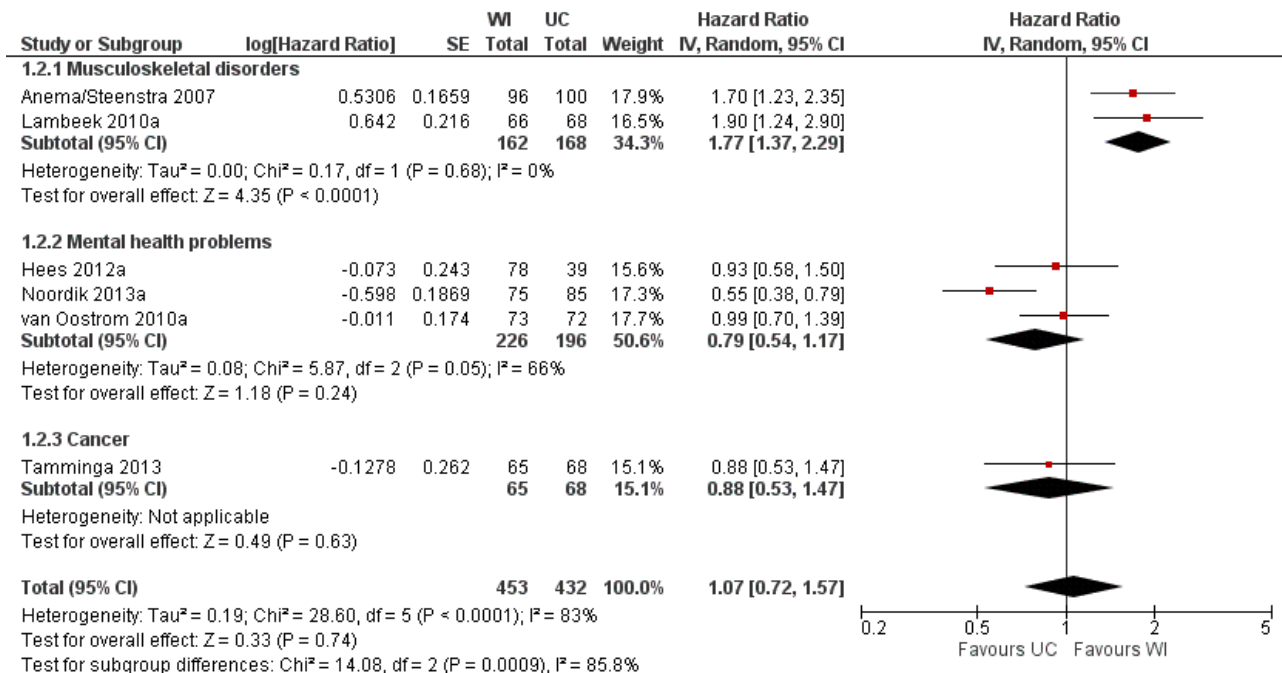 WI UC Hazard Ratio Hazard Ratio
Study or Subgroup log[Hazard Ratio] SE Total Total Weight IV, Random, 95% CI IV, Random, 95% CI
1.2.1 Musculoskeletal disorders
Anema/Steenstra 2007 0.5306 0.1659 96 100 17.9% 1.70 [1.23, 2.35]
Lambeek 2010a 0.642 0.216 66 68 16.5% 1.90 [1.24, 2.90]
Subtotal (95% CI) 162 168 34.3% 1.77 [1.37, 2.29]
Heterogeneity: Tau² = 0.00; Chi² = 0.17, df = 1 (P = 0.68); I² = 0%
Test for overall effect: Z = 4.35 (P < 0.0001)
1.2.2 Mental health problems
Hees 2012a -0.073 0.243 78 39 15.6% 0.93 [0.58, 1.50]
Noordik 2013a -0.598 0.1869 75 85 17.3% 0.55 [0.38, 0.79]
van Oostrom 2010a -0.011 0.174 73 72 17.7% 0.99 [0.70, 1.39]
Subtotal (95% CI) 226 196 50.6% 0.79 [0.54, 1.17]
Heterogeneity: Tau² = 0.08; Chi² = 5.87, df = 2 (P = 0.05); I² = 66%
Test for overall effect: Z = 1.18 (P = 0.24)
1.2.3 Cancer
Tamminga 2013 -0.1278 0.262 65 68 15.1% 0.88 [0.53, 1.47]
Subtotal (95% CI) 65 68 15.1% 0.88 [0.53, 1.47]
Heterogeneity: Not applicable
Test for overall effect: Z = 0.49 (P = 0.63)
Total (95% CI) 453 432 100.0% 1.07 [0.72, 1.57]
Heterogeneity: Tau² = 0.19; Chi² = 28.60, df = 5 (P < 0.0001); I² = 83%
Test for overall effect: Z = 0.33 (P = 0.74)
Test for subgroup differences: Chi² = 14.08, df = 2 (P = 0.0009), I² = 85.8%
0.2 0.5 1 2 5
Favours UC Favours WI